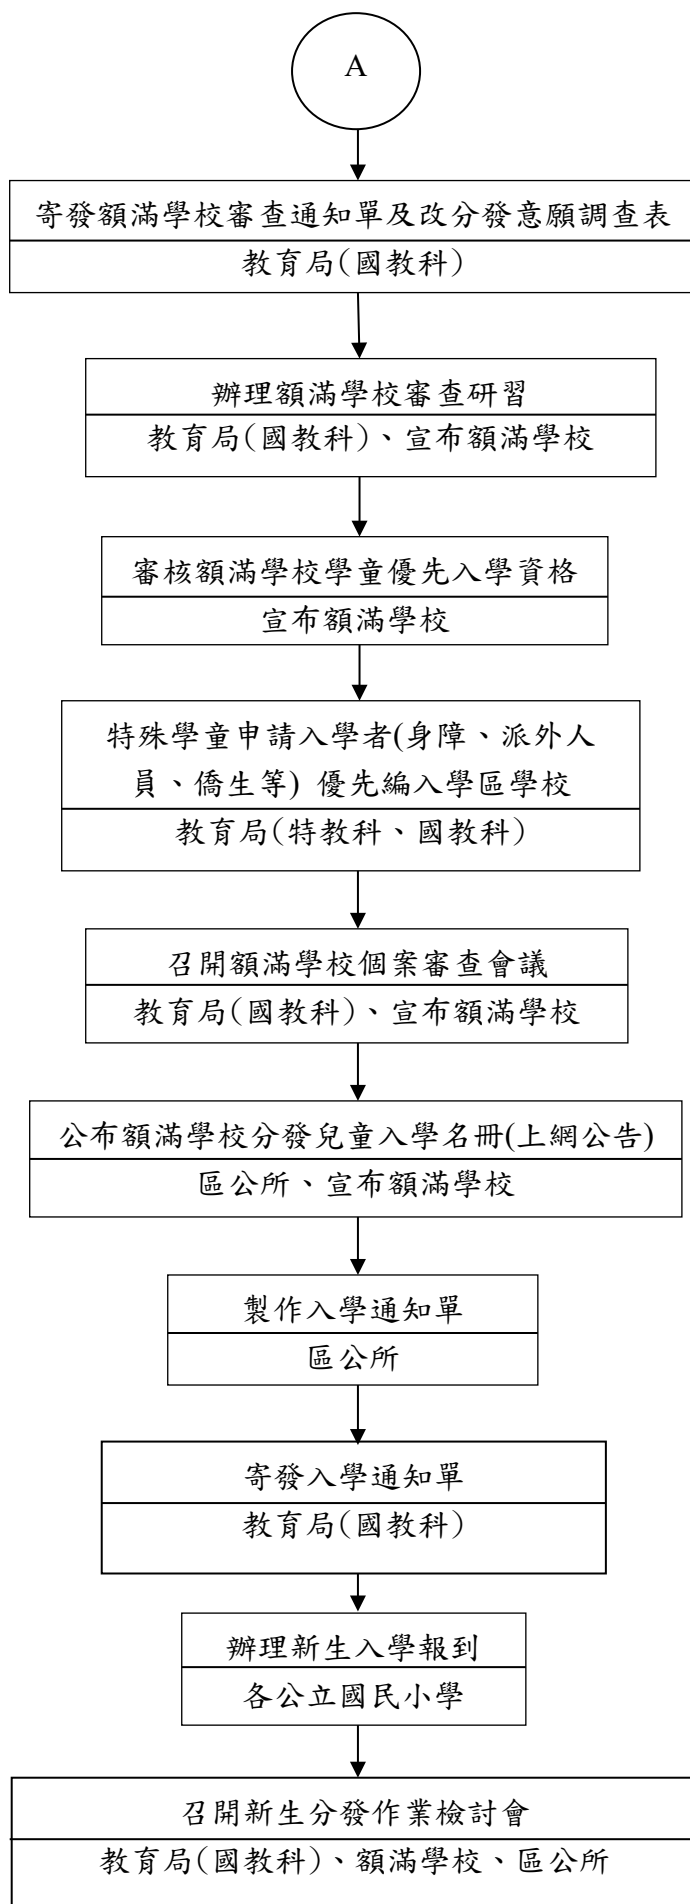 A
寄發額滿學校審查通知單及改分發意願調查表
教育局(國教科)
辦理額滿學校審查研習
教育局(國教科)、宣布額滿學校
審核額滿學校學童優先入學資格
宣布額滿學校
特殊學童申請入學者(身障、派外人
員、僑生等) 優先編入學區學校
教育局(特教科、國教科)
召開額滿學校個案審查會議
教育局(國教科)、宣布額滿學校
公布額滿學校分發兒童入學名冊(上網公告)
區公所、宣布額滿學校
製作入學通知單
區公所
寄發入學通知單
教育局(國教科)
辦理新生入學報到
各公立國民小學
召開新生分發作業檢討會
教育局(國教科)、額滿學校、區公所